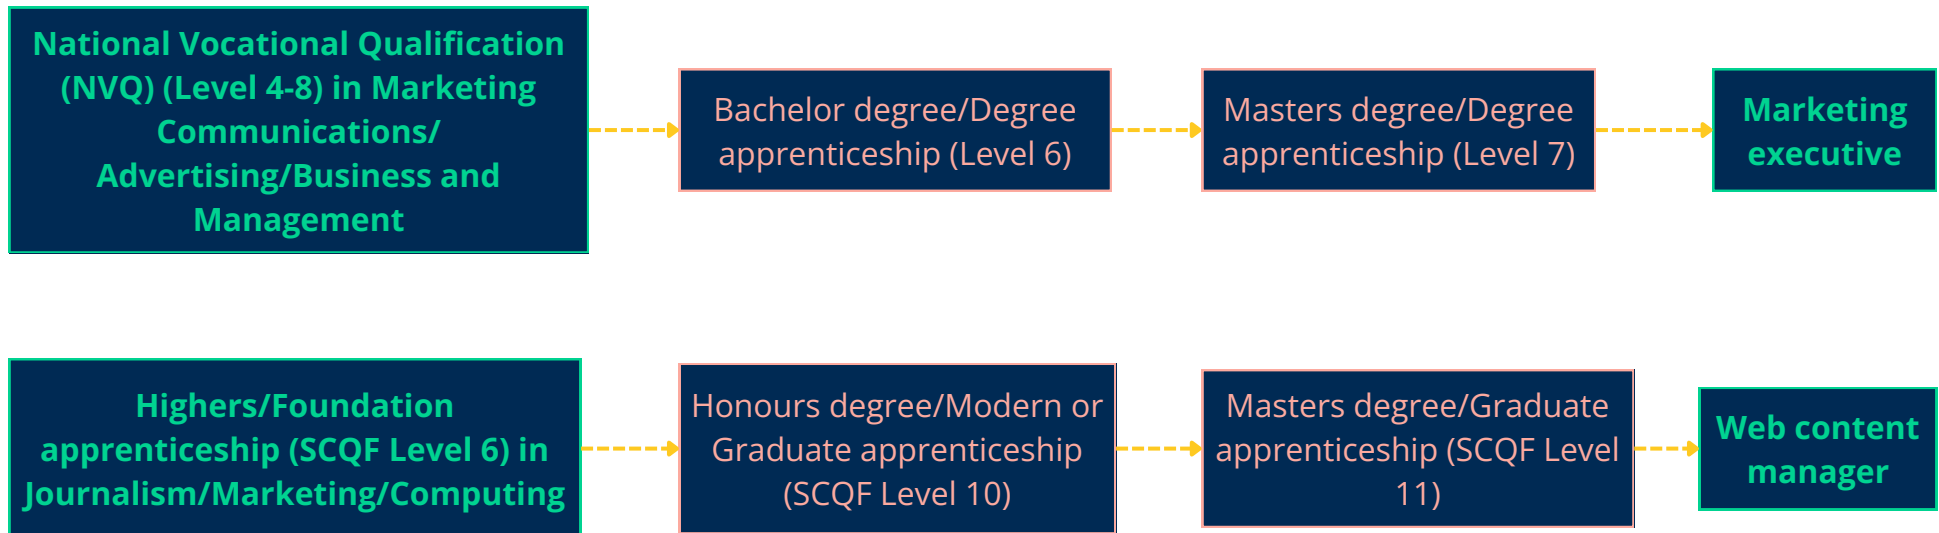 National Vocational Qualification
(NVQ) (Level 4-8) in Marketing
Communications/
Advertising/Business and
Management
Bachelor degree/Degree
apprenticeship (Level 6)
Masters degree/Degree
apprenticeship (Level 7)
Marketing
executive
Highers/Foundation
apprenticeship (SCQF Level 6) in
Journalism/Marketing/Computing
Honours degree/Modern or
Graduate apprenticeship
(SCQF Level 10)
Masters degree/Graduate
apprenticeship (SCQF Level
11)
Web content
manager